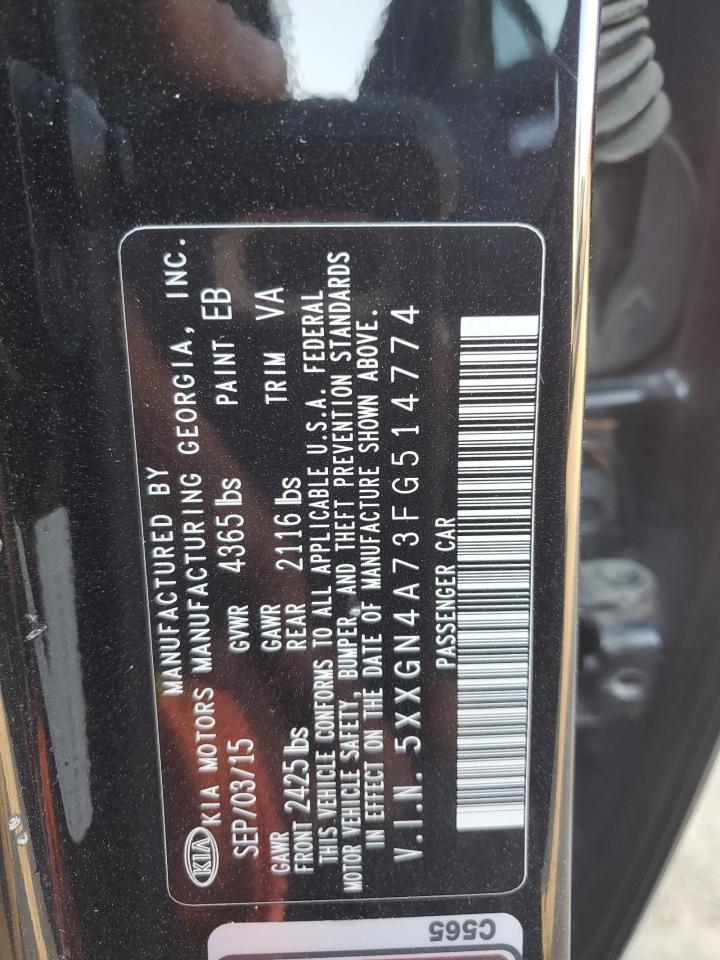 MANUFACTURED BY
KIA KIA MOTORS MANUFACTURING GEORGIA, INC.
SEP/03/15 GVWR 4365 lbs PAINT EB
GAWR FRONT 2425 lbs GAWR REAR 2116 lbs TRIM VA
THIS VEHICLE CONFORMS TO ALL APPLICABLE U.S.A. FEDERAL
MOTOR VEHICLE SAFETY, BUMPER, AND THEFT PREVENTION STANDARDS
IN EFFECT ON THE DATE OF MANUFACTURE SHOWN ABOVE.
V.I.N. 5XXGN4A73FG514774
PASSENGER CAR
C565